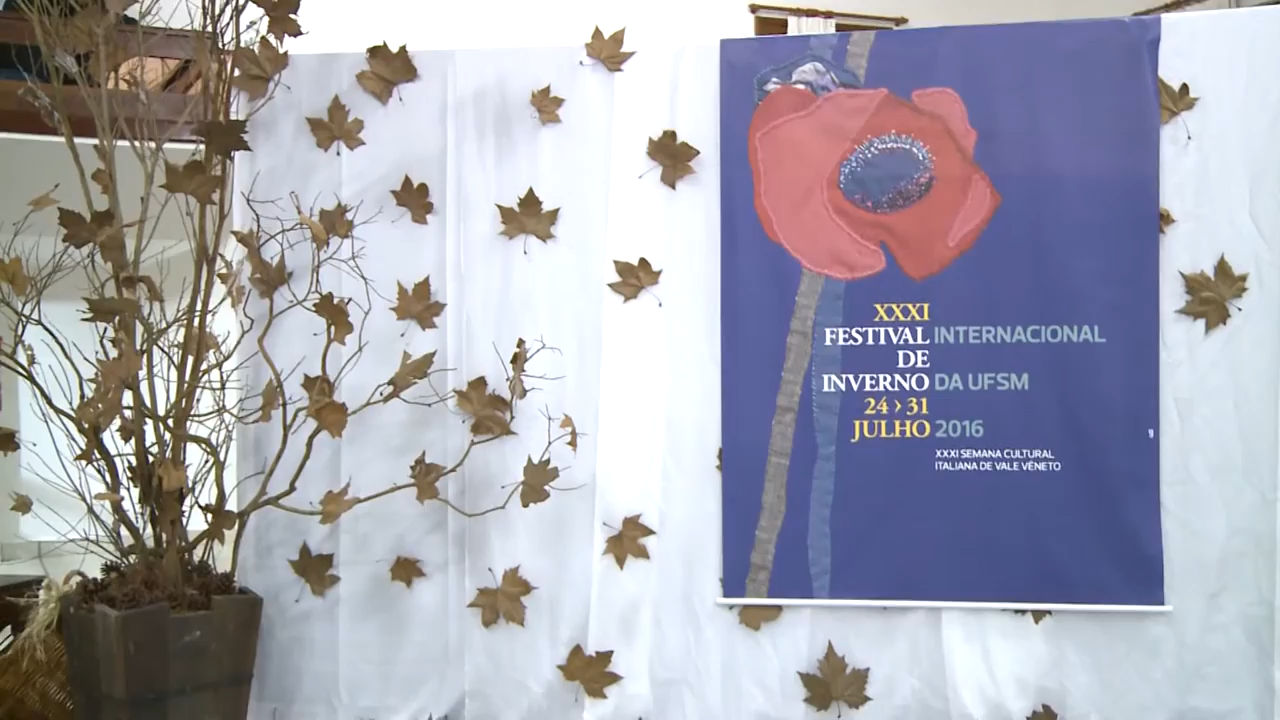 XXXI
FESTIVAL INTERNACIONAL
DE
INVERNO DA UFSM
24 › 31
JULHO 2016
XXXI SEMANA CULTURAL
ITALIANA DE VALE VÊNETO